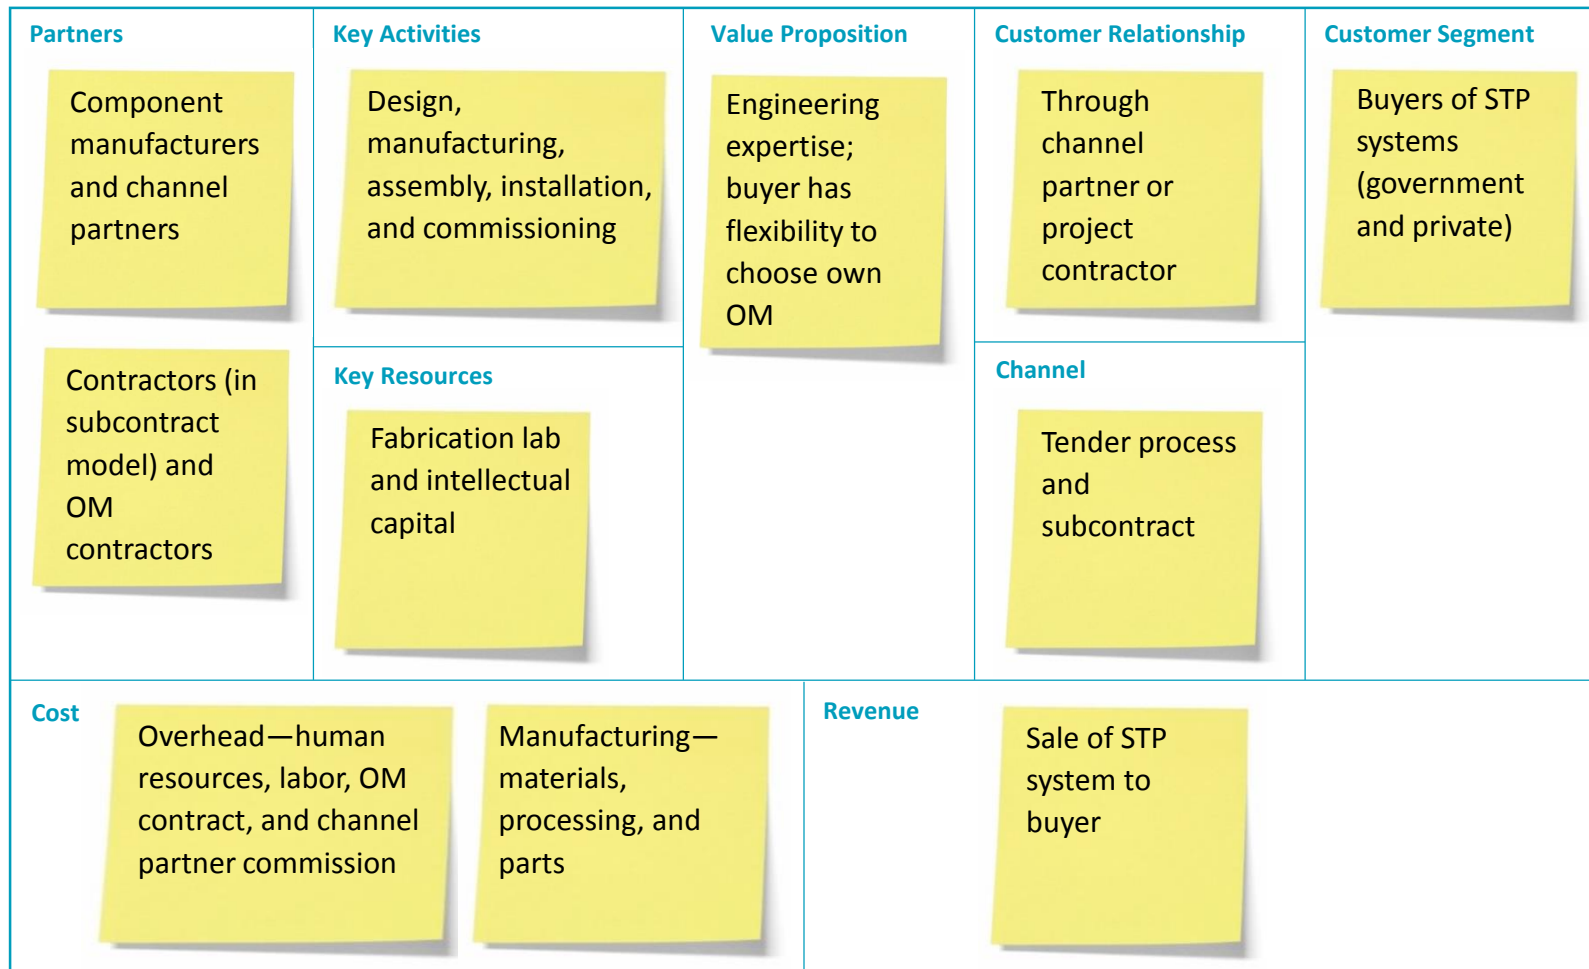 Partners
Component
manufacturers
and channel
partners
Contractors (in
subcontract
model) and
OM
contractors
Key Activities
Design,
manufacturing,
assembly, installation,
and commissioning
Key Resources
Fabrication lab
and intellectual
capital
Value Proposition
Engineering
expertise;
buyer has
flexibility to
choose own
OM
Customer Relationship
Through
channel
partner or
project
contractor
Channel
Tender process
and
subcontract
Customer Segment
Buyers of STP
systems
(government
and private)
Cost
Overhead—human
resources, labor, OM
contract, and channel
partner commission
Manufacturing—
materials,
processing, and
parts
Revenue
Sale of STP
system to
buyer